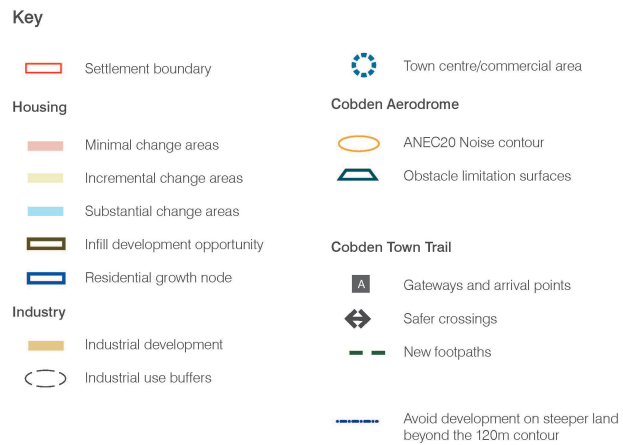 Key
Settlement boundary
Housing
Minimal change areas
Incremental change areas
Substantial change areas
Infill development opportunity
Residential growth node
Industry
Industrial development
Industrial use buffers
Town centre/commercial area
Cobden Aerodrome
ANEC20 Noise contour
Obstacle limitation surfaces
Cobden Town Trail
A
Gateways and arrival points
Safer crossings
New footpaths
Avoid development on steeper land
beyond the 120m contour